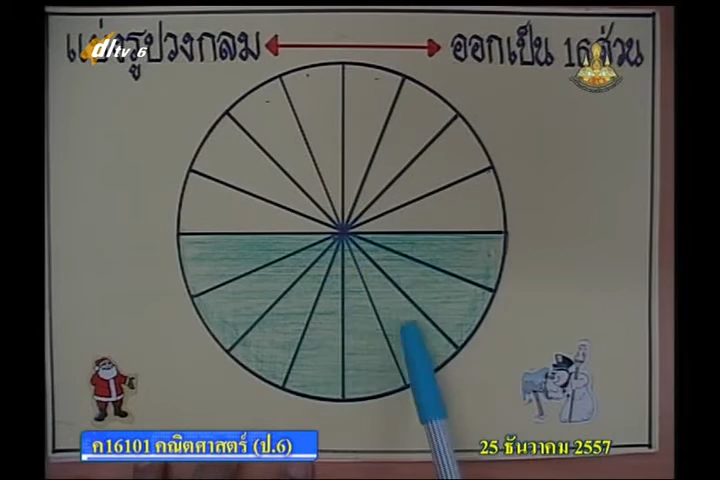 แบ่งรูปวงกลม ออกเป็น 16 ส่วน
dltv 6
ค16101 คณิตศาสตร์ (ป.6)
25 ธันวาคม 2557